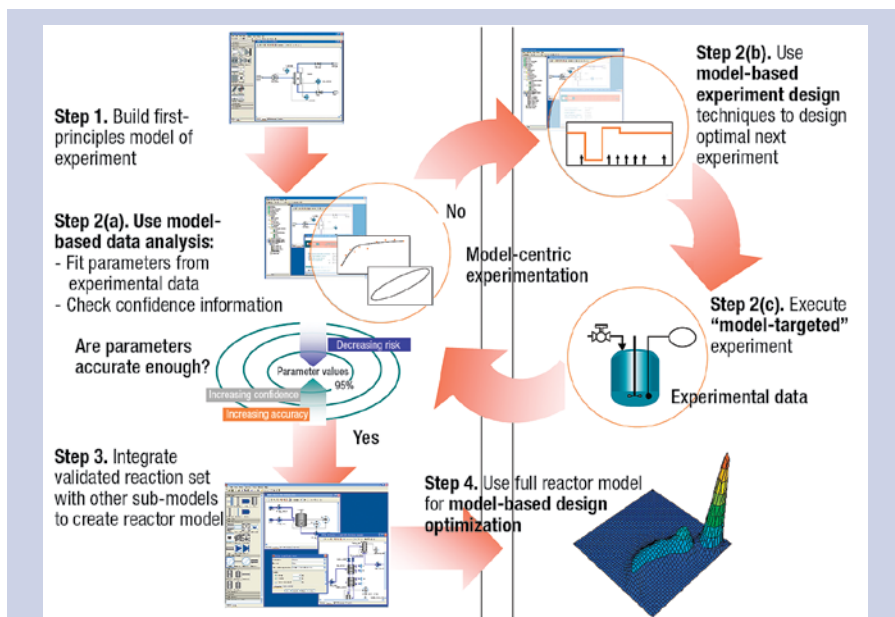 Step 1. Build first-
principles model of
experiment
Step 2(a). Use model-
based data analysis:
- Fit parameters from
experimental data
- Check confidence information
Are parameters
accurate enough?
Decreasing risk
Parameter values
95%
Increasing confidence
Increasing accuracy
No
Yes
Model-centric
experimentation
Step 2(b). Use
model-based
experiment design
techniques to design
optimal next
experiment
Step 2(c). Execute
“model-targeted”
experiment
Experimental data
Step 3. Integrate
validated reaction set
with other sub-models
to create reactor model
Step 4. Use full reactor model
for model-based design
optimization